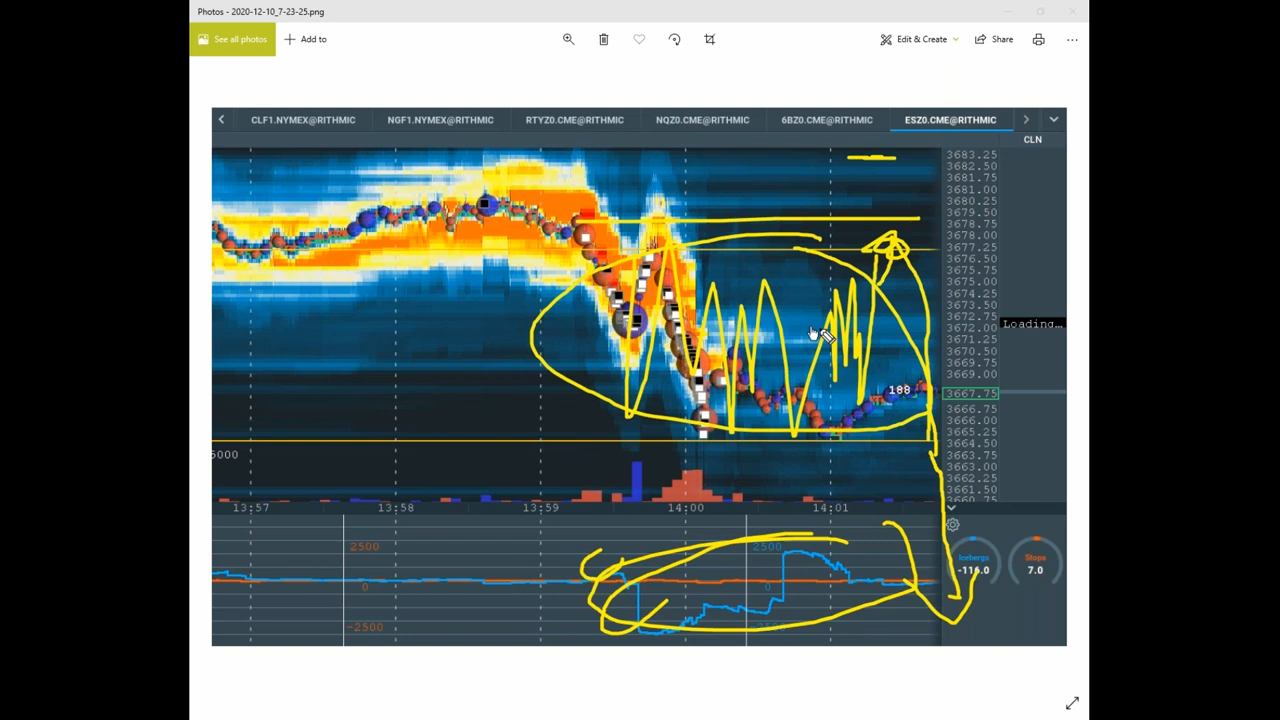 Photos - 2020-12-10_7-23-25.png
See all photos
Add to
Edit & Create
Share
CLF1.NYMEX@RITHMIC
NGF1.NYMEX@RITHMIC
RTYZ0.CME@RITHMIC
NQZ0.CME@RITHMIC
6BZ0.CME@RITHMIC
ESZ0.CME@RITHMIC
CLN
3683.25
3682.50
3681.75
3681.00
3680.25
3679.50
3678.75
3678.00
3677.25
3676.50
3675.75
3675.00
3674.25
3673.50
3672.75
3672.00
Loading...
3671.25
3670.50
3669.75
3669.00
188
3667.75
3666.75
3666.00
3665.25
3664.50
5000
3663.75
3663.00
3662.25
3661.50
3660.75
13:57
13:58
13:59
14:00
14:01
2500
2500
0
0
-2500
Icebergs
-116.0
Stops
7.0